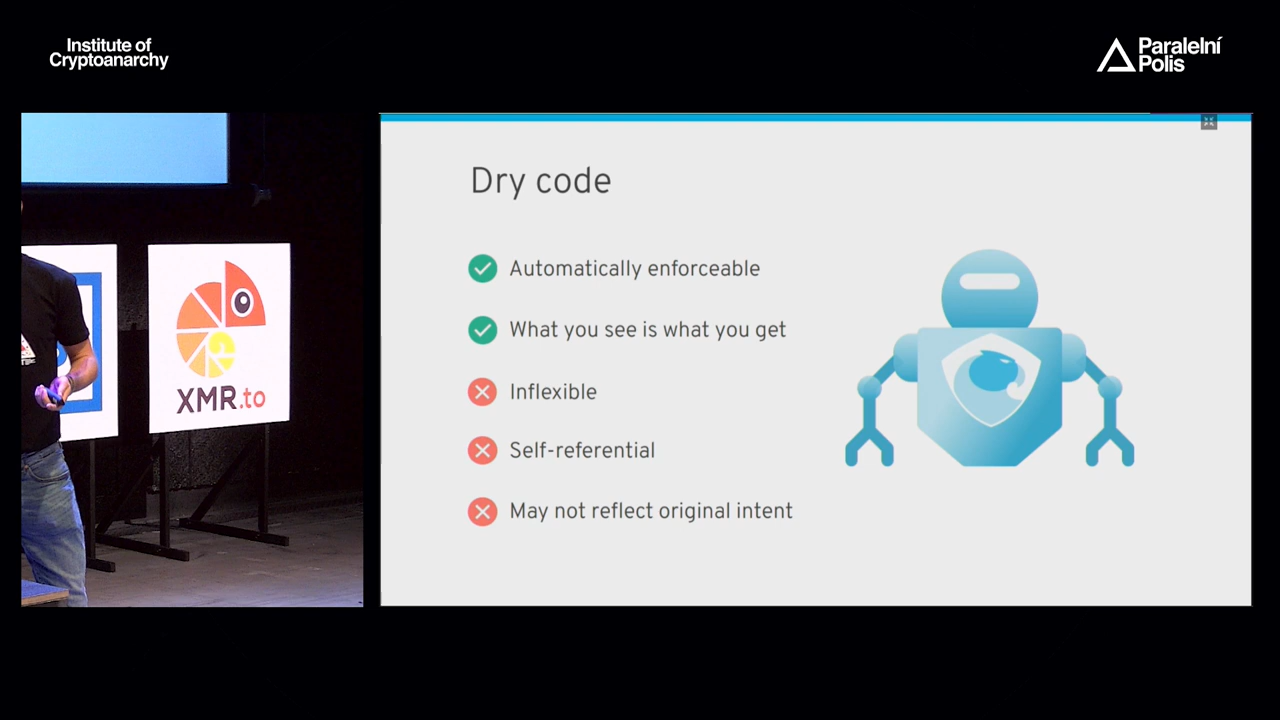 Institute of
Cryptoanarchy
Paralelní
Polis
XMR.to
Dry code
Automatically enforceable
What you see is what you get
Inflexible
Self-referential
May not reflect original intent